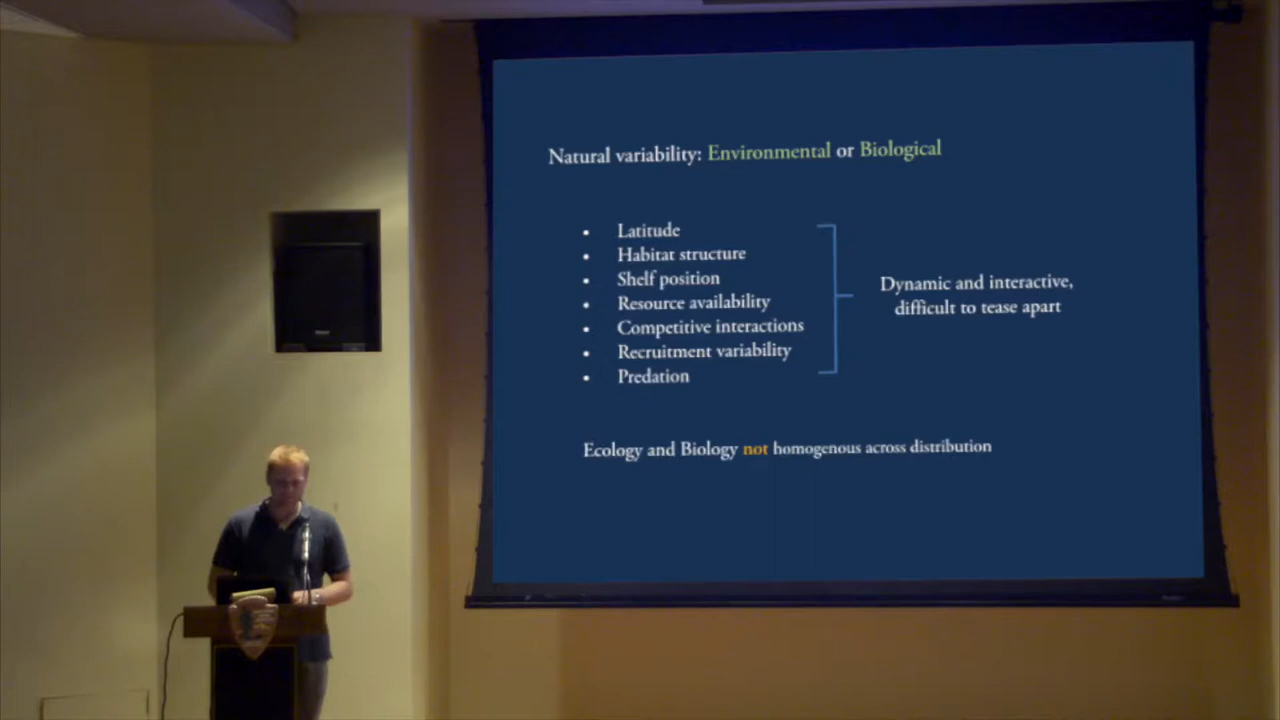 Natural variability: Environmental or Biological
• Latitude
• Habitat structure
• Shelf position
• Resource availability
• Competitive interactions
• Recruitment variability
• Predation
Dynamic and interactive,
difficult to tease apart
Ecology and Biology not homogenous across distribution